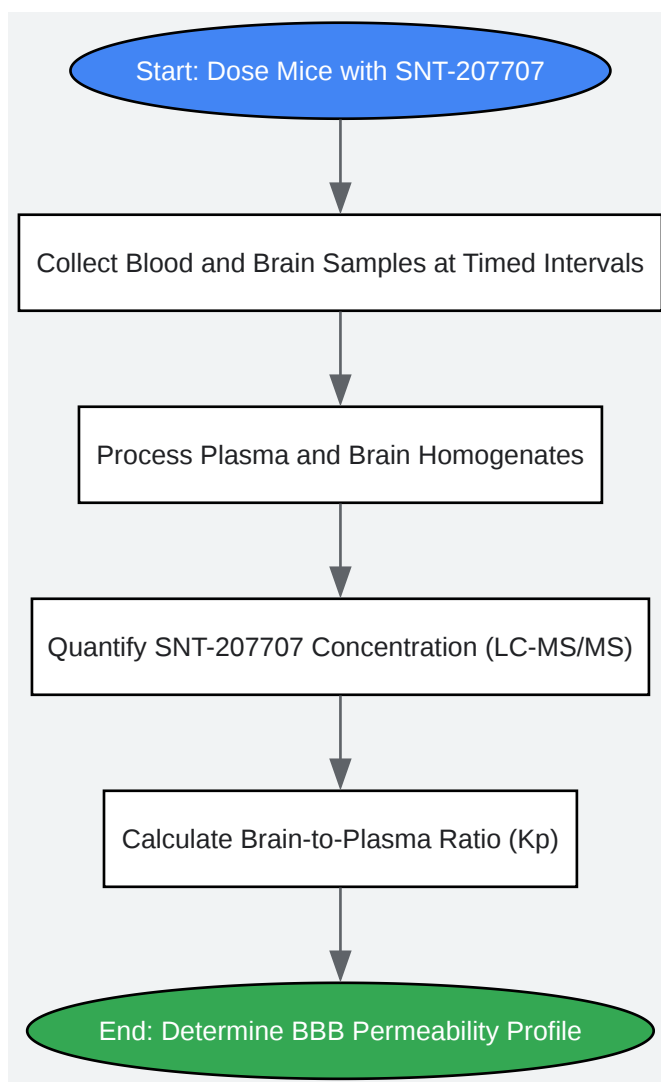 Start: Dose Mice with SNT-207707
Collect Blood and Brain Samples at Timed Intervals
Process Plasma and Brain Homogenates
Quantify SNT-207707 Concentration (LC-MS/MS)
Calculate Brain-to-Plasma Ratio (Kp)
End: Determine BBB Permeability Profile